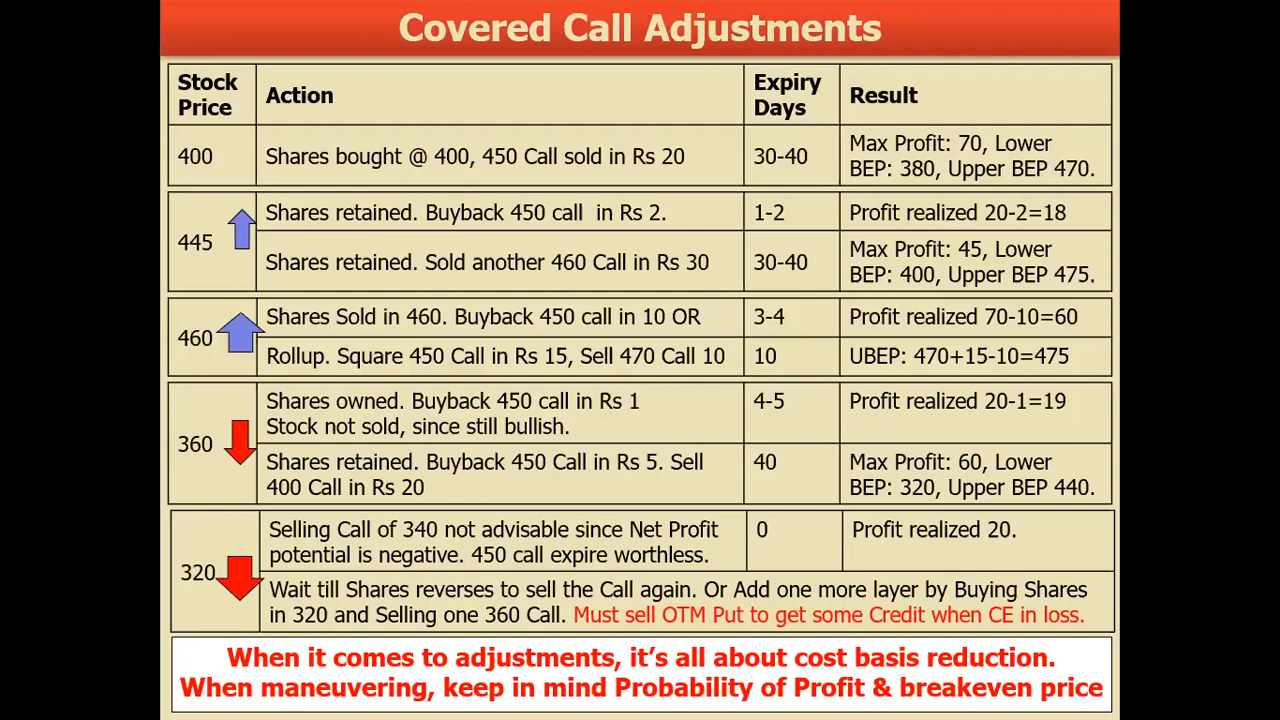 Covered Call Adjustments
Stock
Price
Action
Expiry
Days
Result
400
Shares bought @ 400, 450 Call sold in Rs 20
30-40
Max Profit: 70, Lower
BEP: 380, Upper BEP 470.
445
Shares retained. Buyback 450 call in Rs 2.
1-2
Profit realized 20-2=18
Shares retained. Sold another 460 Call in Rs 30
30-40
Max Profit: 45, Lower
BEP: 400, Upper BEP 475.
460
Shares Sold in 460. Buyback 450 call in 10 OR
3-4
Profit realized 70-10=60
Rollup. Square 450 Call in Rs 15, Sell 470 Call 10
10
UBEP: 470+15-10=475
360
Shares owned. Buyback 450 call in Rs 1
Stock not sold, since still bullish.
4-5
Profit realized 20-1=19
Shares retained. Buyback 450 Call in Rs 5. Sell
400 Call in Rs 20
40
Max Profit: 60, Lower
BEP: 320, Upper BEP 440.
320
Selling Call of 340 not advisable since Net Profit
potential is negative. 450 call expire worthless.
0
Profit realized 20.
Wait till Shares reverses to sell the Call again. Or Add one more layer by Buying Shares
in 320 and Selling one 360 Call. Must sell OTM Put to get some Credit when CE in loss.
When it comes to adjustments, it's all about cost basis reduction.
When maneuvering, keep in mind Probability of Profit & breakeven price